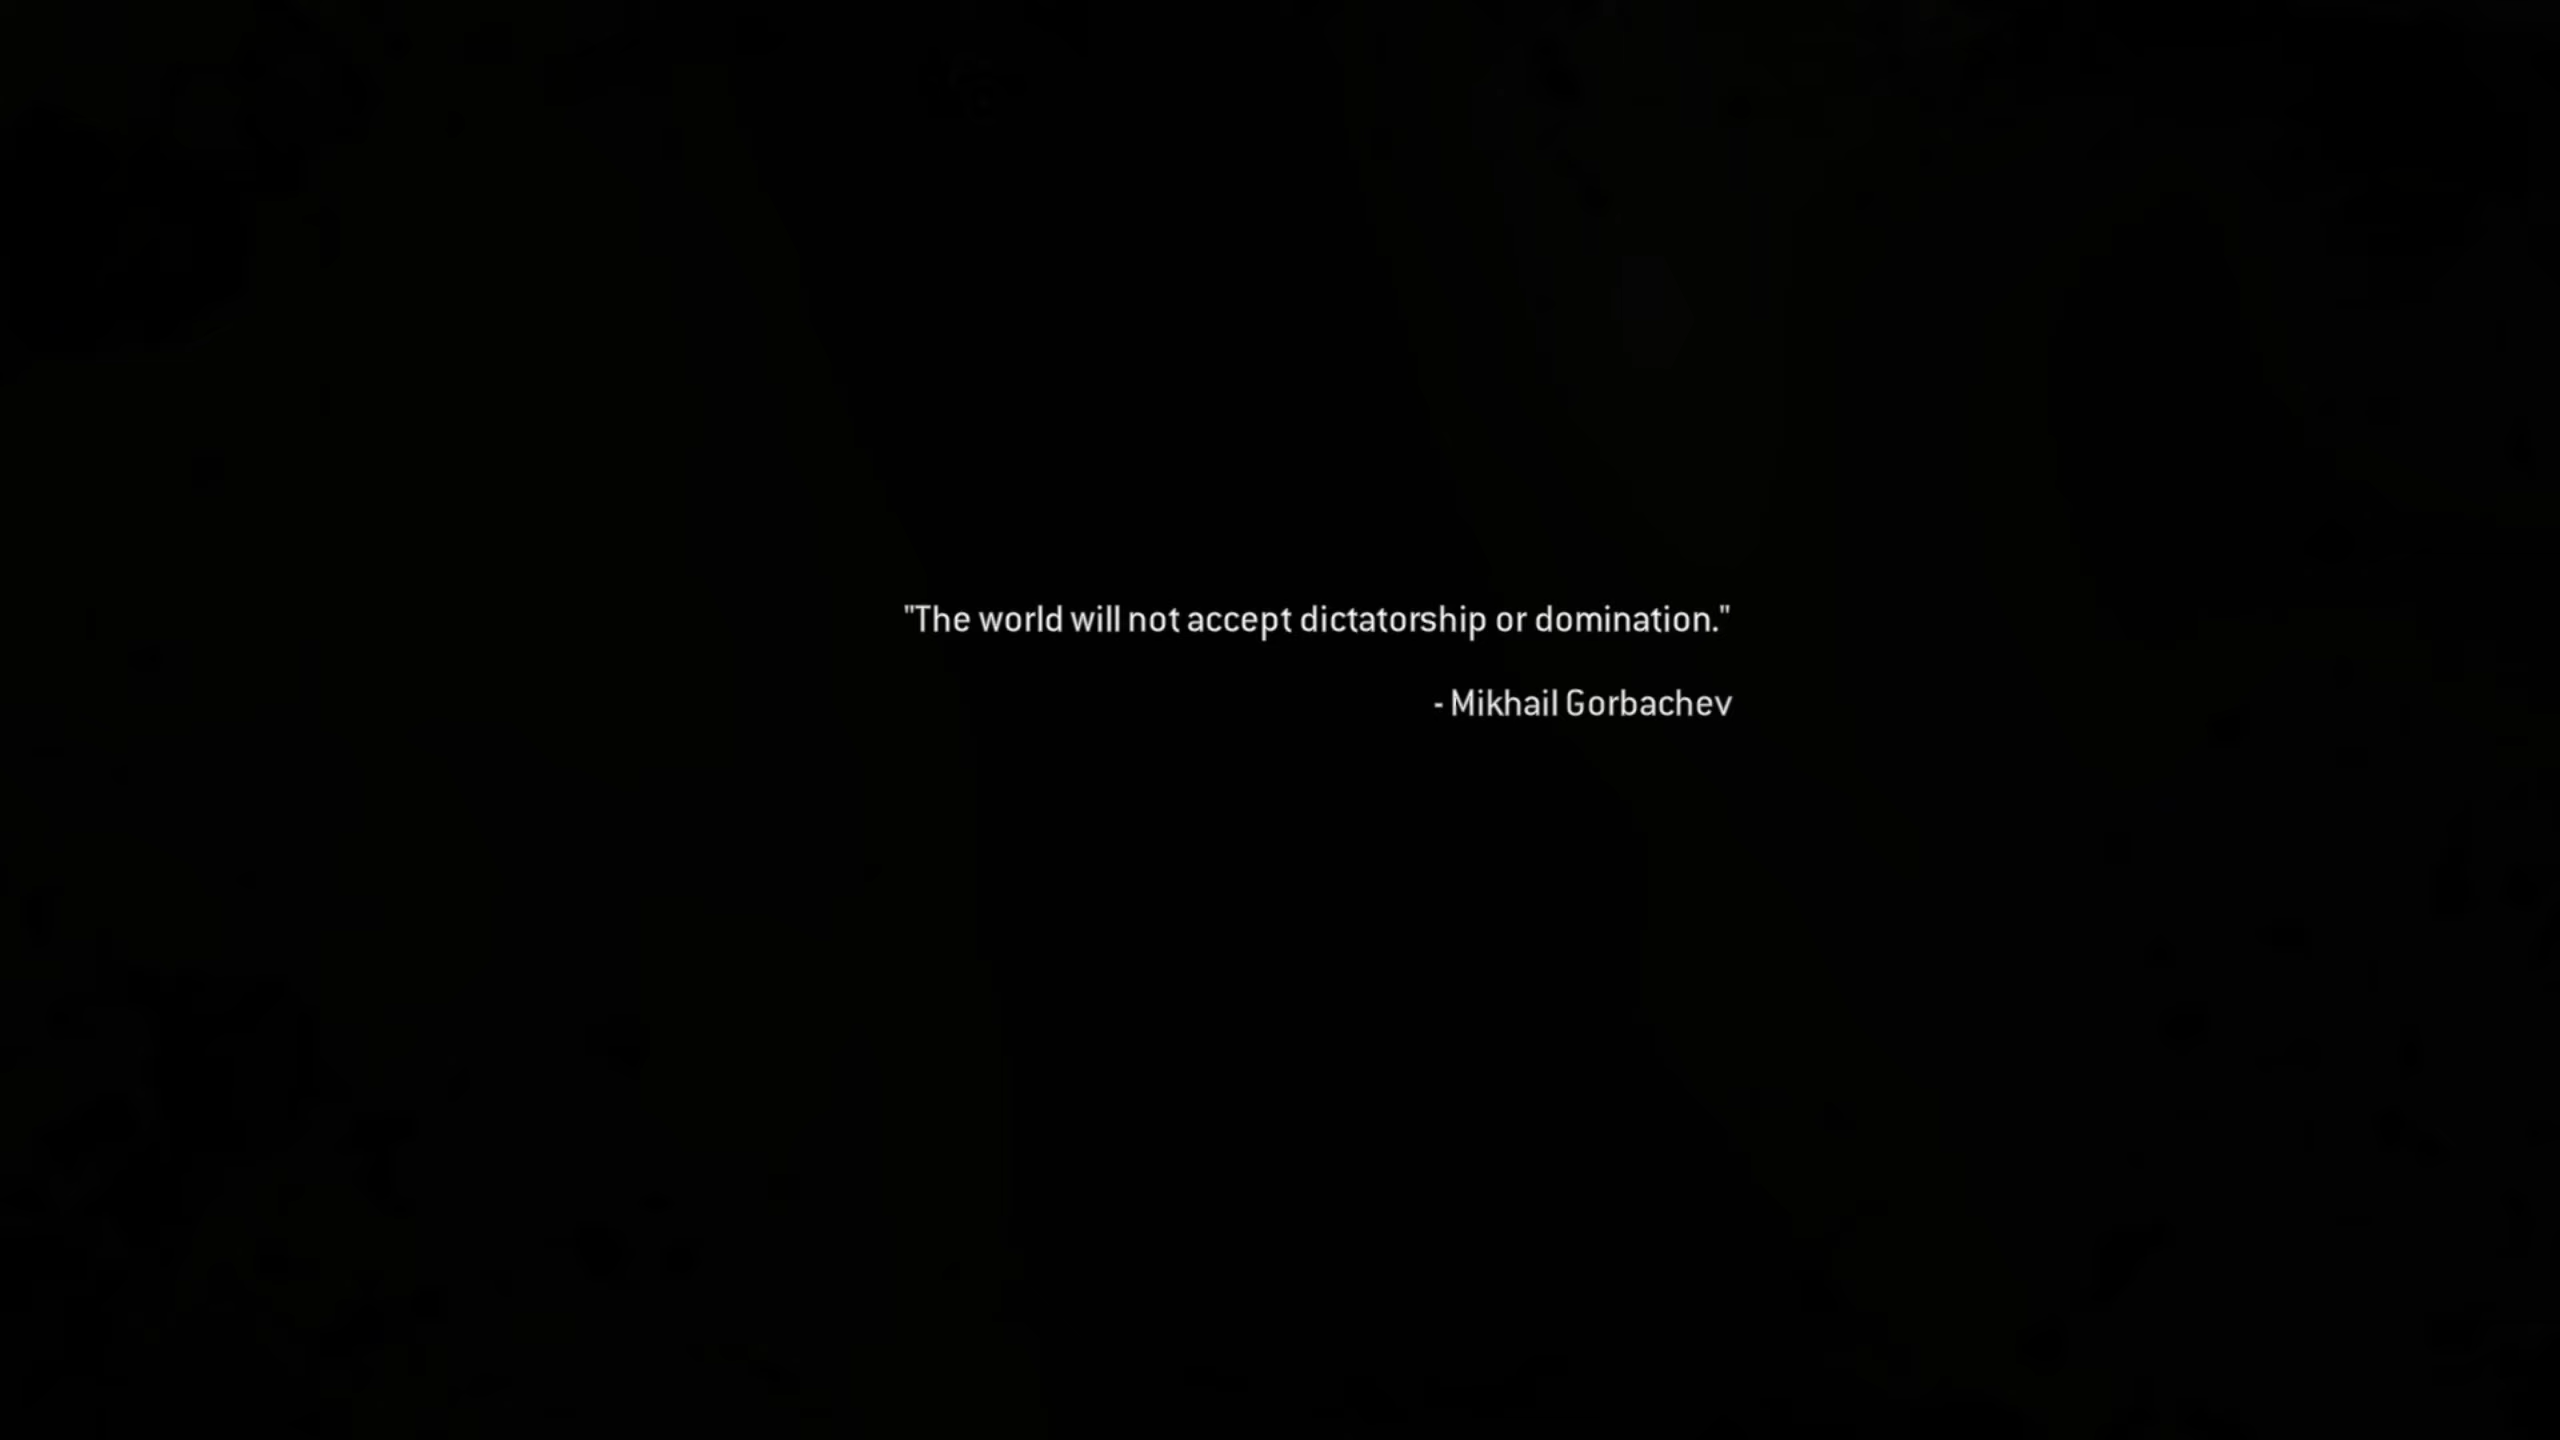 "The world will not accept dictatorship or domination."
- Mikhail Gorbachev